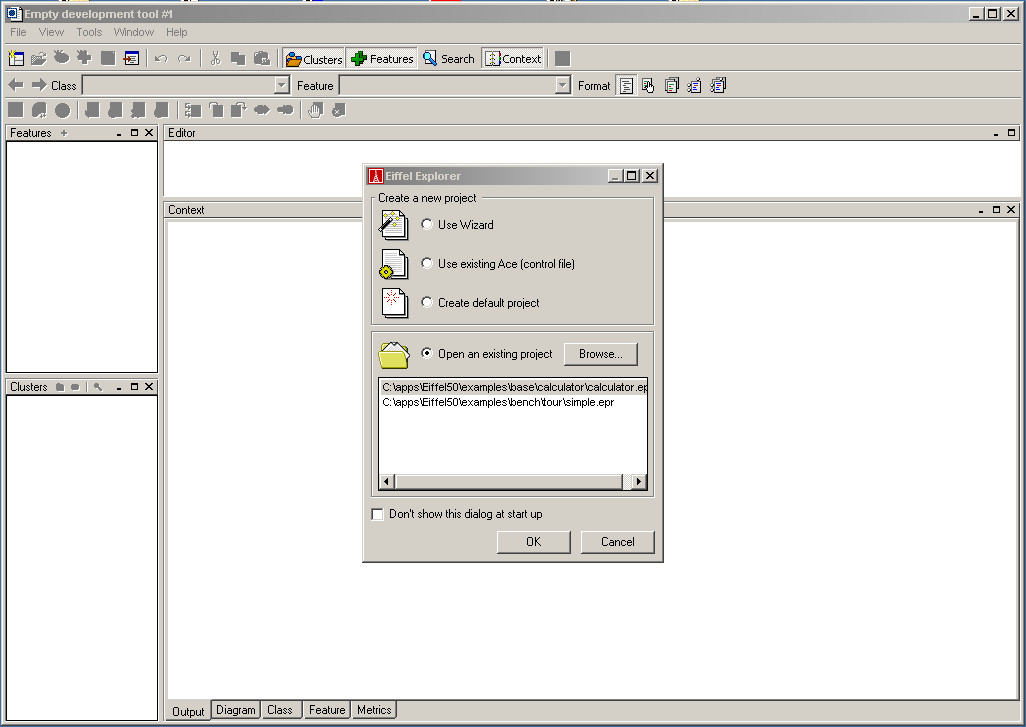 Empty development tool #1
File View Tools Window Help
Clusters Features Search Context
Class Feature Format
Features
Editor
Context
Eiffel Explorer
Create a new project
Use Wizard
Use existing Ace (control file)
Create default project
Open an existing project Browse...
C:\apps\Eiffel50\examples\base\calculator\calculator.ep
C:\apps\Eiffel50\examples\bench\tour\simple.epr
Don't show this dialog at start up
OK Cancel
Clusters
Output Diagram Class Feature Metrics